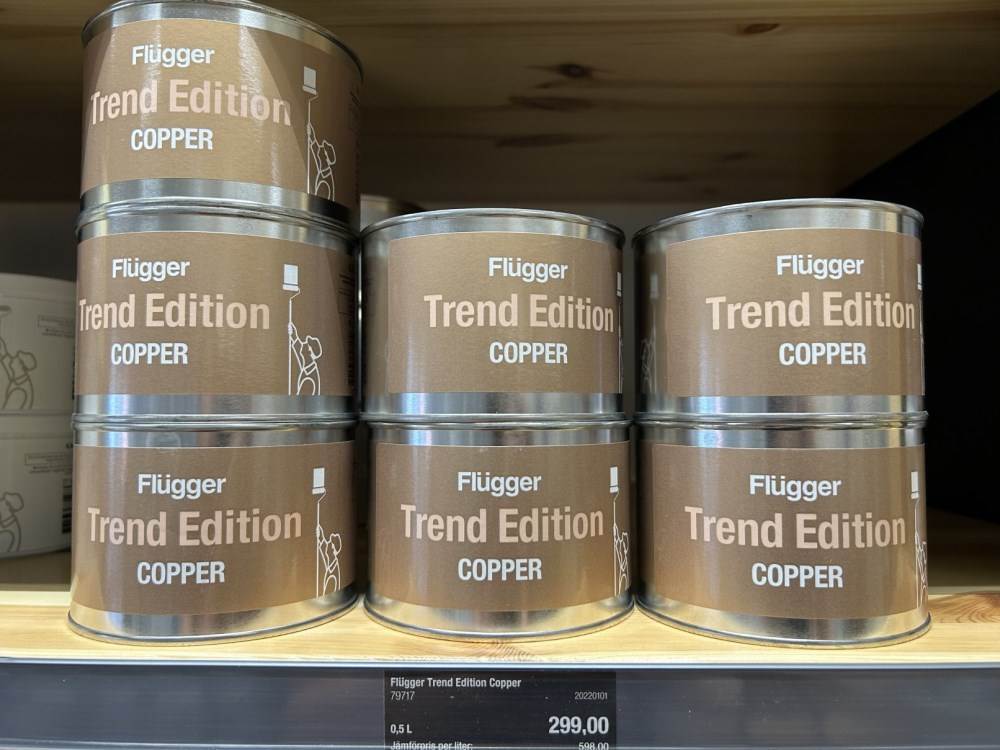 Flügger
Trend Edition
COPPER
Flügger
Trend Edition
COPPER
Flügger
Trend Edition
COPPER
Flügger
Trend Edition
COPPER
Flügger
Trend Edition
COPPER
Flügger
Trend Edition
COPPER
Flügger
Trend Edition
COPPER
Flügger Trend Edition Copper
79717 20220101
0,5 L 299,00
Jämförpris per liter: 598,00